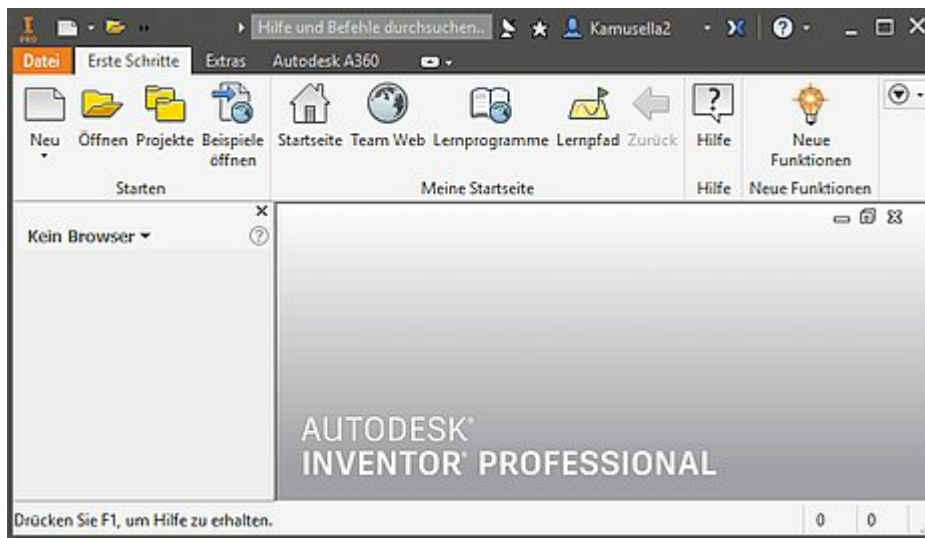 PRO
Hilfe und Befehle durchsuchen..
Kamusella2
Datei Erste Schritte Extras Autodesk A360
Neu Öffnen Projekte Beispiele öffnen Startseite Team Web Lernprogramme Lernpfad Zurück Hilfe Neue Funktionen
Starten Meine Startseite Hilfe Neue Funktionen
Kein Browser
AUTODESK®
INVENTOR® PROFESSIONAL
Drücken Sie F1, um Hilfe zu erhalten. 0 0